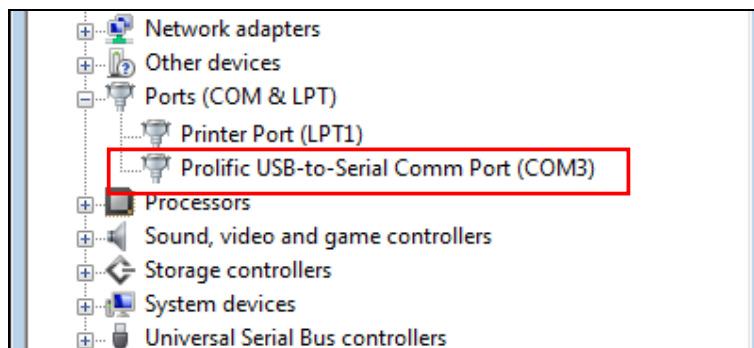 Network adapters
Other devices
Ports (COM & LPT)
Printer Port (LPT1)
Prolific USB-to-Serial Comm Port (COM3)
Processors
Sound, video and game controllers
Storage controllers
System devices
Universal Serial Bus controllers